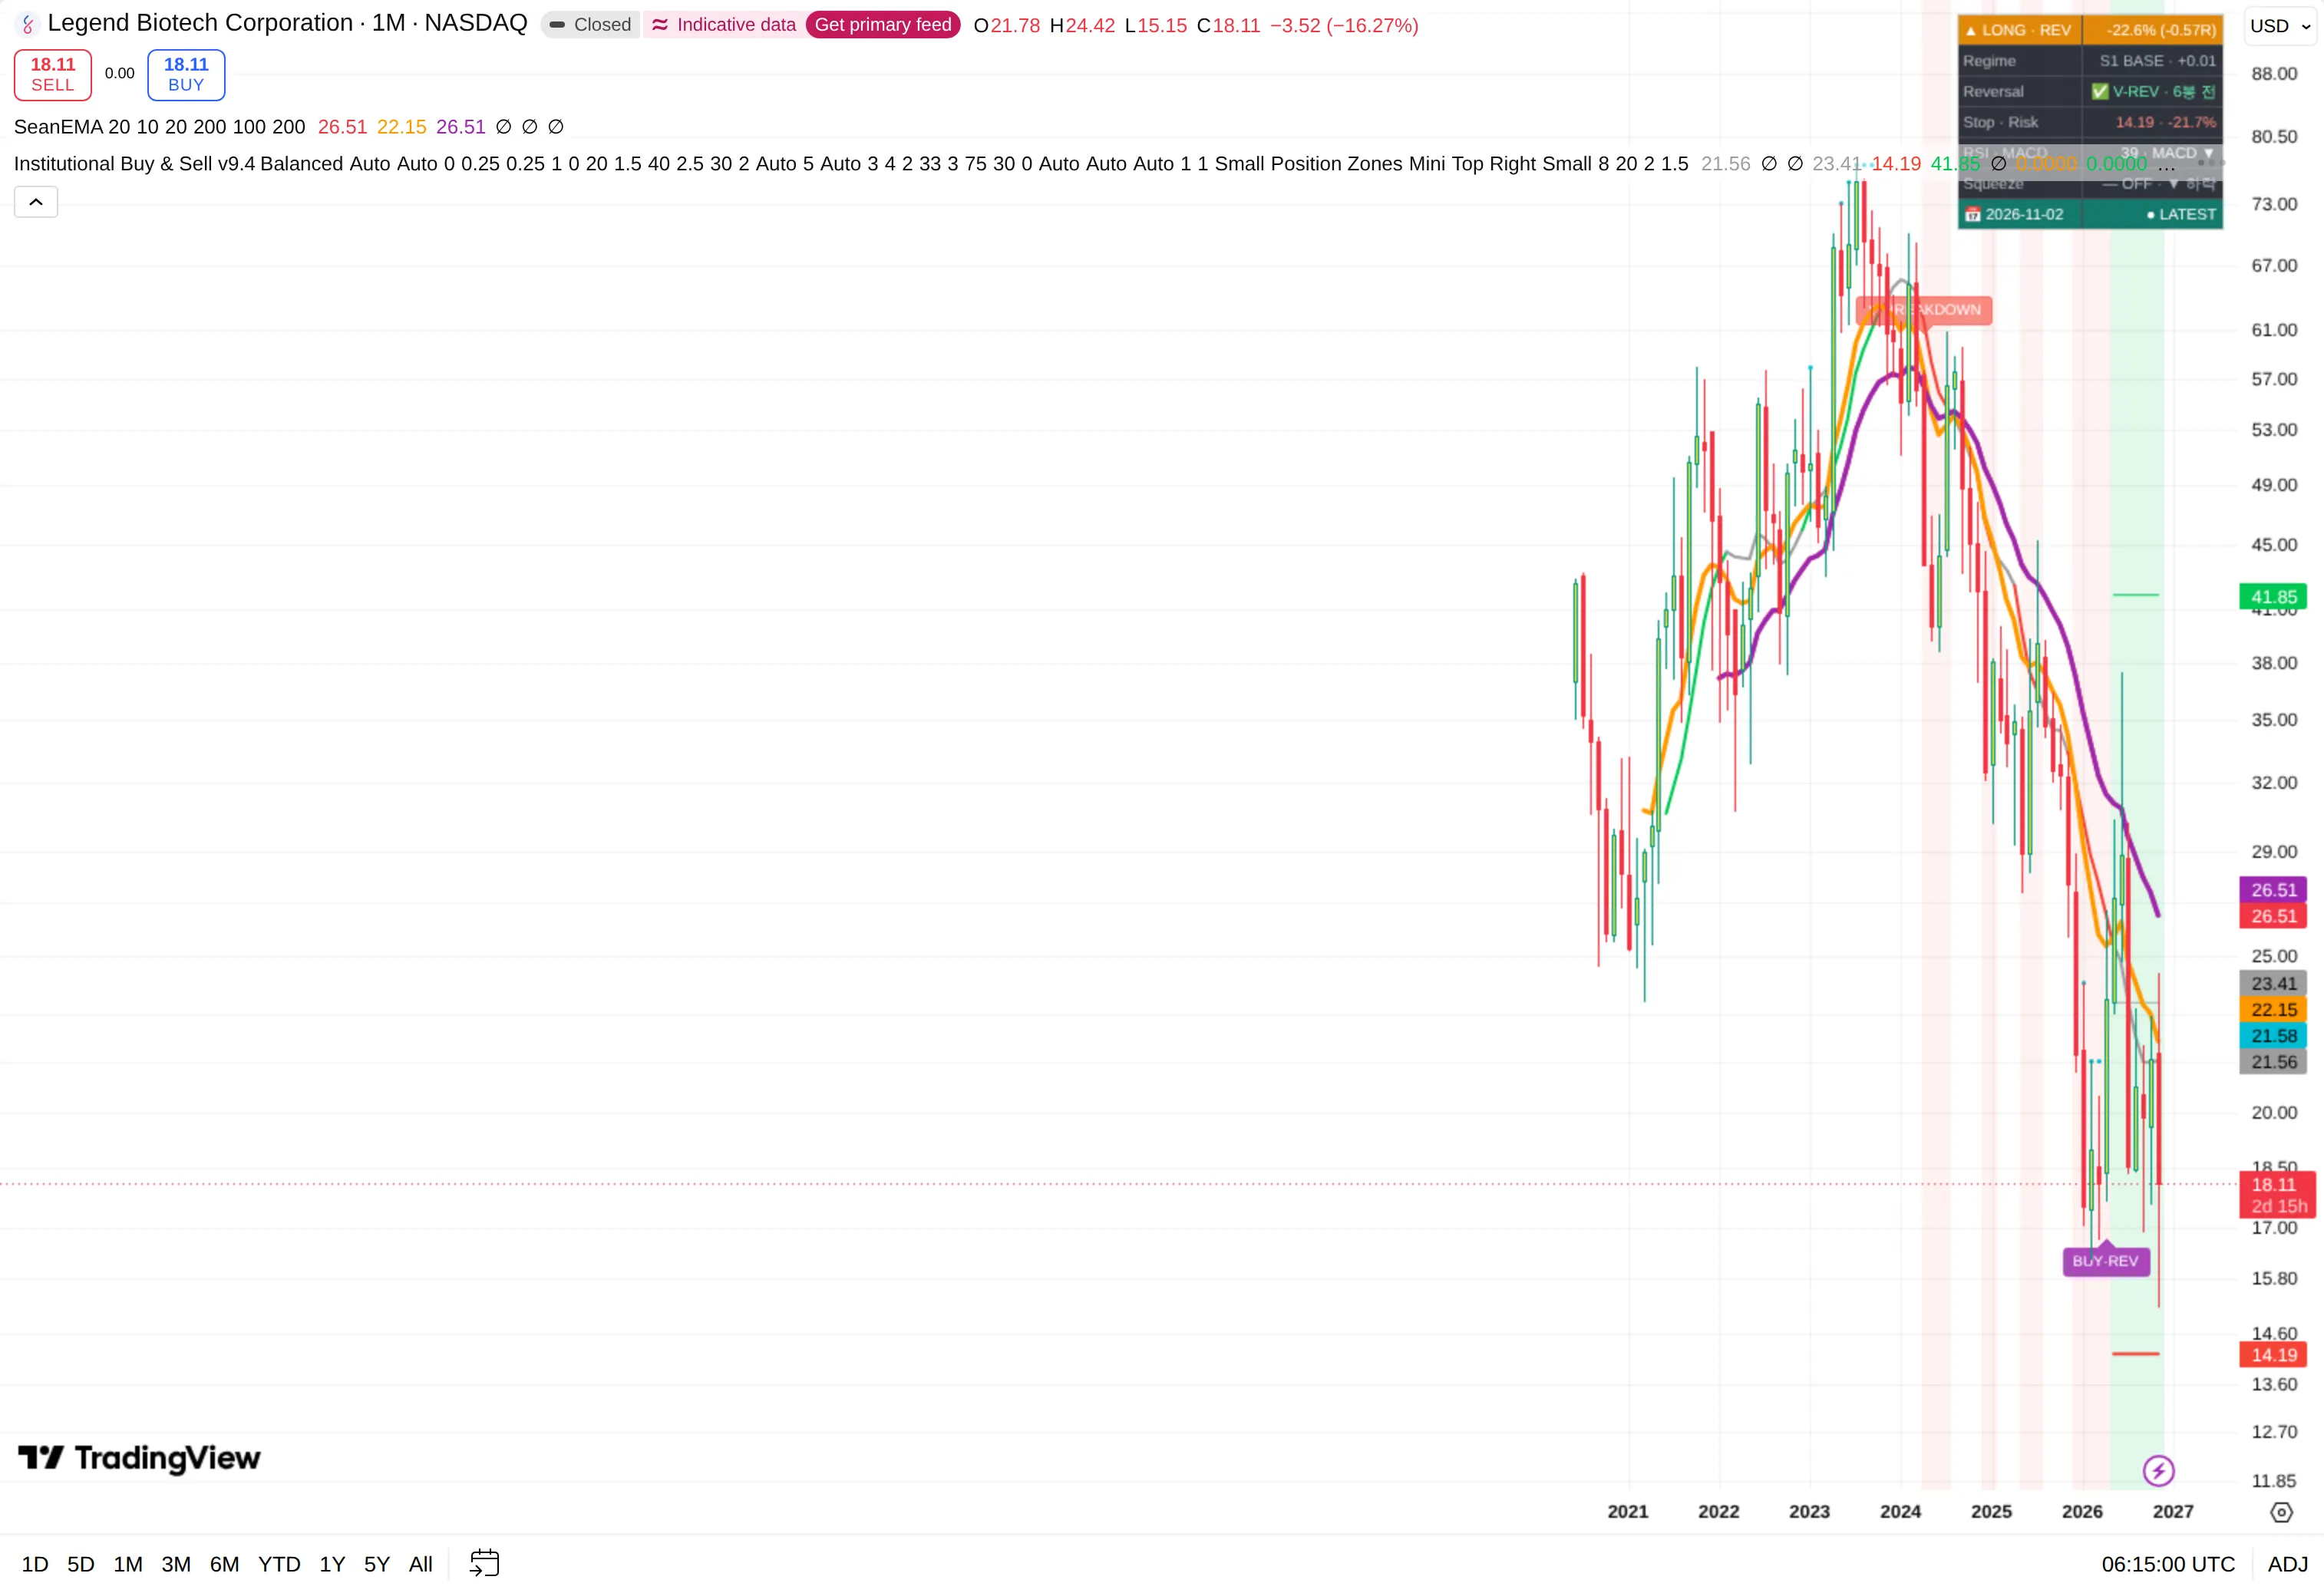 Legend Biotech Corporation · 1M · NASDAQ Closed Indicative data Get primary feed O21.78 H24.42 L15.15 C18.11 −3.52 (−16.27%)
18.11 SELL
0.00
18.11 BUY
SeanEMA 20 10 20 200 100 200 26.51 22.15 26.51 ∅ ∅ ∅
Institutional Buy & Sell v9.4 Balanced Auto Auto 0 0.25 0.25 1 0 20 1.5 40 2.5 30 2 Auto 5 Auto 3 4 2 33 3 75 30 0 Auto Auto Auto 1 1 Small Position Zones Mini Top Right Small 8 20 2 1.5 21.56 ∅ ∅ 23.41 14.19 41.85 ∅ 0.0000 0.0000 …
▲ LONG · REV -22.6% (-0.57R)
Regime S1 BASE · +0.01
Reversal ✅ V-REV · 6봉 전
Stop · Risk 14.19 · -21.7%
RSI · MACD 39 · MACD ▼
Squeeze — OFF · ▼ 하락
📅 2026-11-02 ● LATEST
USD
88.00
80.50
73.00
67.00
61.00
57.00
53.00
49.00
45.00
41.85
41.00
38.00
35.00
32.00
29.00
26.51
26.51
25.00
23.41
22.15
21.58
21.56
20.00
18.50
18.11
2d 15h
17.00
15.80
14.60
14.19
13.60
12.70
11.85
BUY·REV
TradingView
2021 2022 2023 2024 2025 2026 2027
1D 5D 1M 3M 6M YTD 1Y 5Y All
06:15:00 UTC ADJ